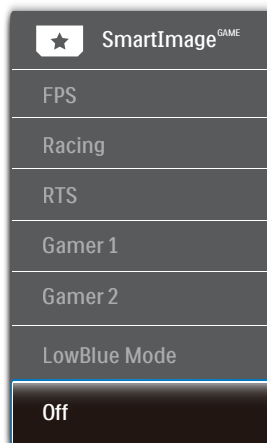 SmartImage GAME
FPS
Racing
RTS
Gamer 1
Gamer 2
LowBlue Mode
Off